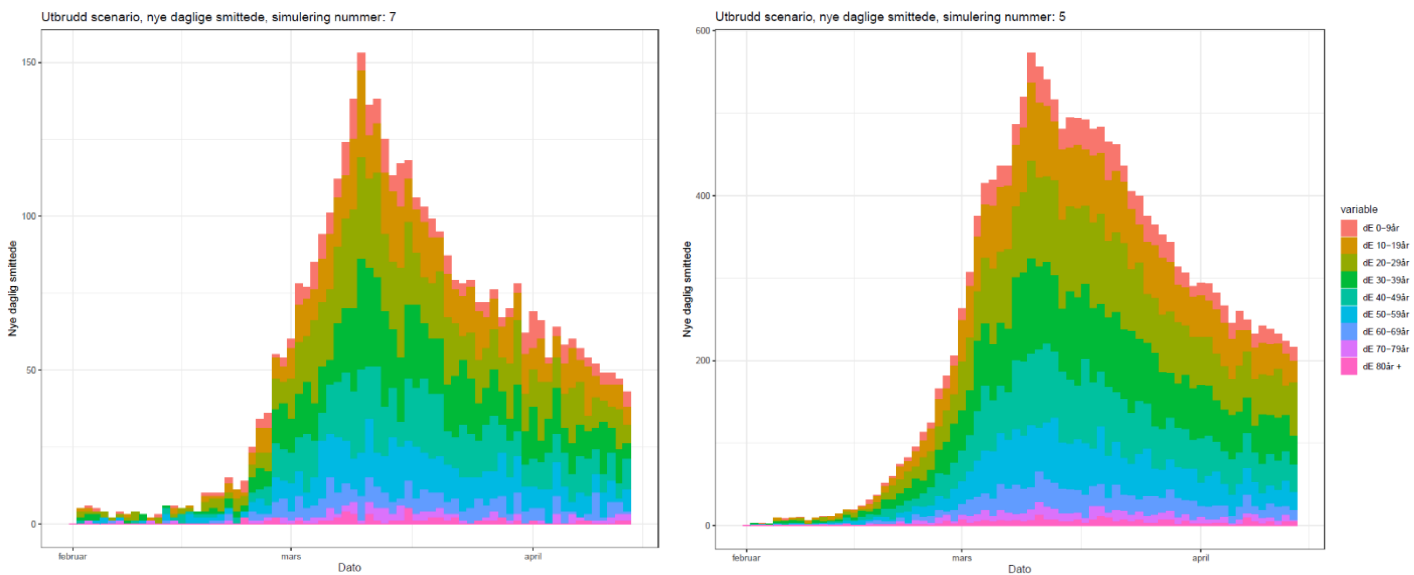 Utbrudd scenario, nye daglige smittede, simulering nummer: 7
150
100
50
0
Nye daglig smittede
februar
mars
april
Dato
Utbrudd scenario, nye daglige smittede, simulering nummer: 5
600
400
200
0
Nye daglig smittede
februar
mars
april
Dato
variable
dE 0-9år
dE 10-19år
dE 20-29år
dE 30-39år
dE 40-49år
dE 50-59år
dE 60-69år
dE 70-79år
dE 80år +